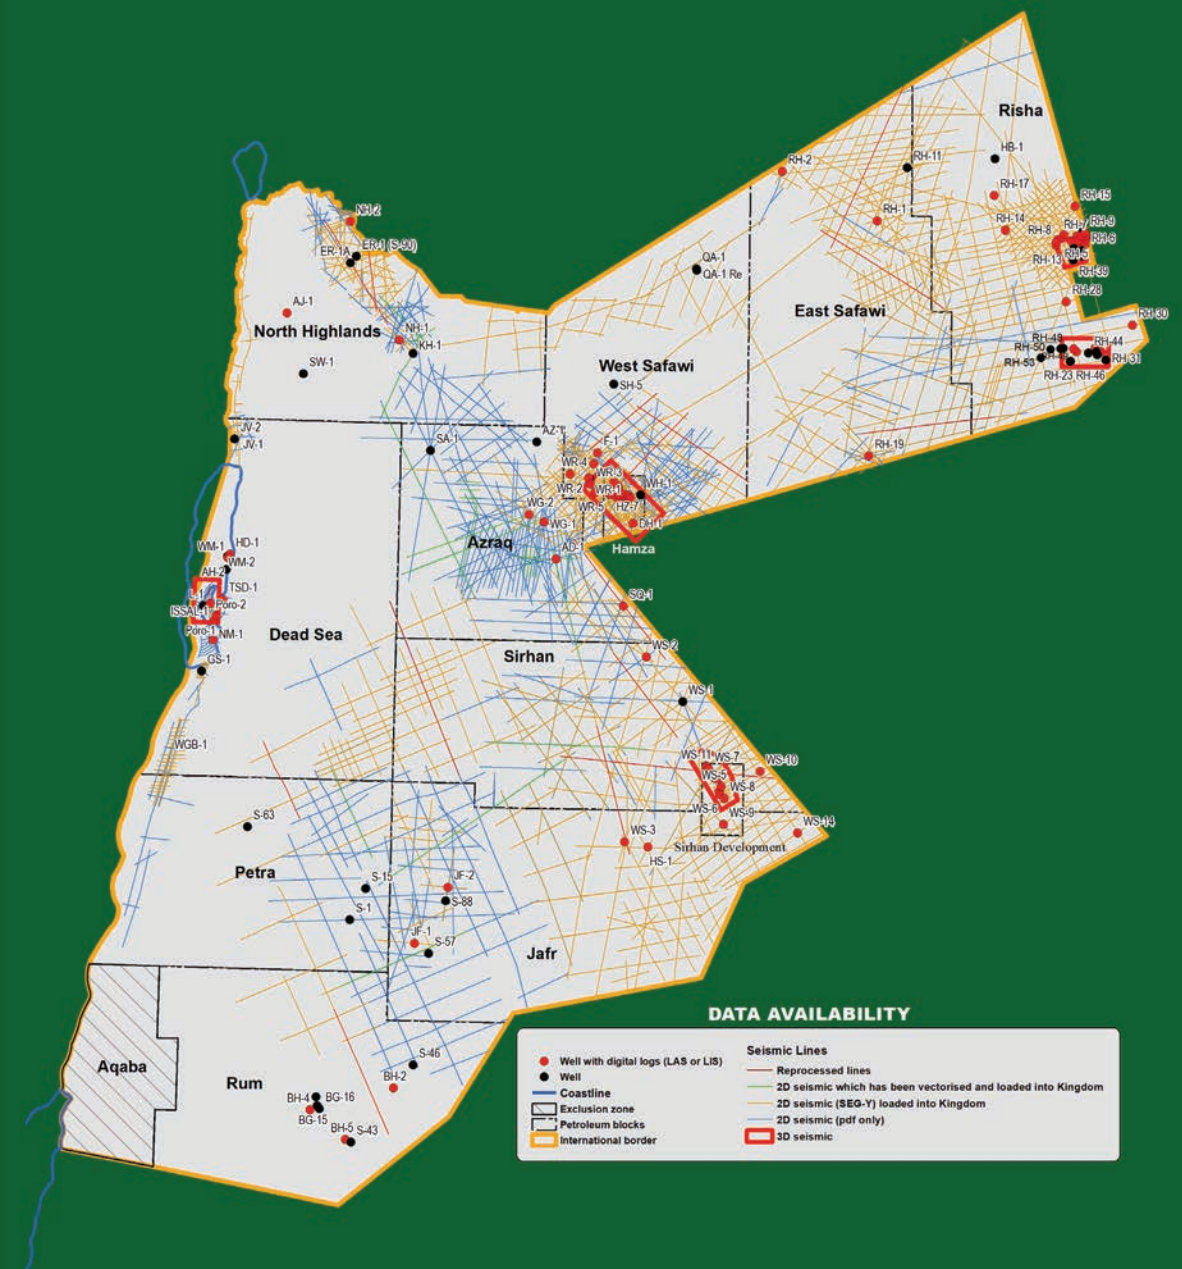 Risha
HB-1
RH-2
RH-11
RH-17
RH-15
RH-1
RH-14
RH-8
RH-7
RH-9
RH-6
RH-5
RH-13
RH-39
RH-28
RH-30
NH-2
ER-1 (S-90)
ER-1A
QA-1
QA-1 Re
AJ-1
East Safawi
North Highlands
NH-1
KH-1
SW-1
RH-49
RH-50
RH-44
RH-53
RH-31
RH-23
RH-46
West Safawi
SH-5
JV-2
JV-1
SA-1
F-1
RH-19
WR-4
WR-3
WR-2
WR-1
WH-1
WR-5
HZ-7
WG-2
WG-1
DH-1
Azraq
Hamza
AD-1
WM-1
HD-1
WM-2
AH-2
TSD-1
L-1
Poro-2
ISSAL-1
Poro-1
NM-1
SQ-1
Dead Sea
Sirhan
WS-2
GS-1
WS-1
WGB-1
WS-11
WS-7
WS-10
WS-5
WS-8
WS-6
WS-9
S-63
WS-3
WS-14
HS-1
Sirhan Development
Petra
S-15
JF-2
S-88
S-1
JF-1
S-57
Jafr
Aqaba
Rum
S-46
BH-2
BH-4
BG-16
BG-15
BH-5
S-43
DATA AVAILABILITY
Well with digital logs (LAS or LIS)
Well
Coastline
Exclusion zone
Petroleum blocks
International border
Seismic Lines
Reprocessed lines
2D seismic which has been vectorised and loaded into Kingdom
2D seismic (SEG-Y) loaded into Kingdom
2D seismic (pdf only)
3D seismic